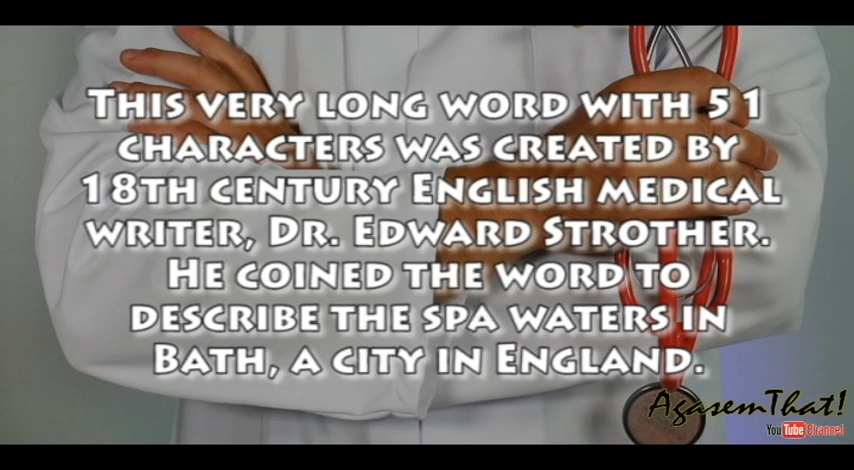 THIS VERY LONG WORD WITH 51
CHARACTERS WAS CREATED BY
18TH CENTURY ENGLISH MEDICAL
WRITER, DR. EDWARD STROTHER.
HE COINED THE WORD TO
DESCRIBE THE SPA WATERS IN
BATH, A CITY IN ENGLAND.
AgasemThat!
YouTube Channel